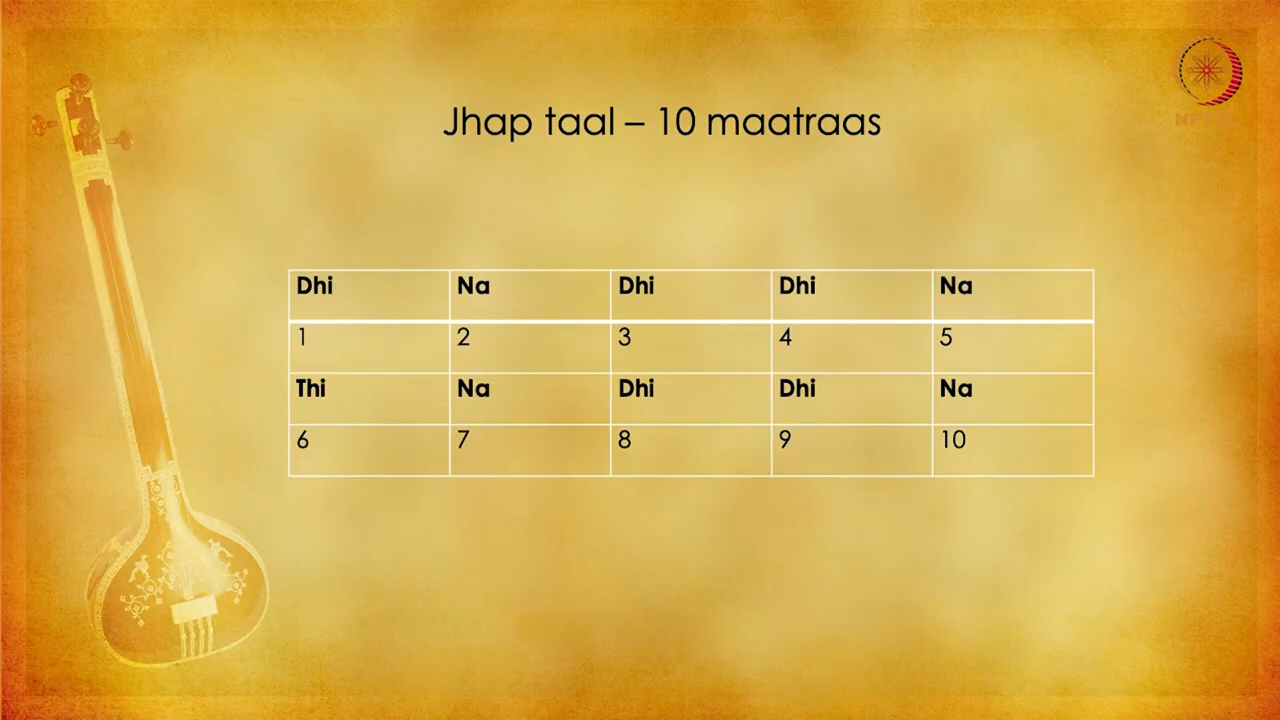 Jhap taal – 10 maatraas
Dhi Na Dhi Dhi Na
1 2 3 4 5
Thi Na Dhi Dhi Na
6 7 8 9 10